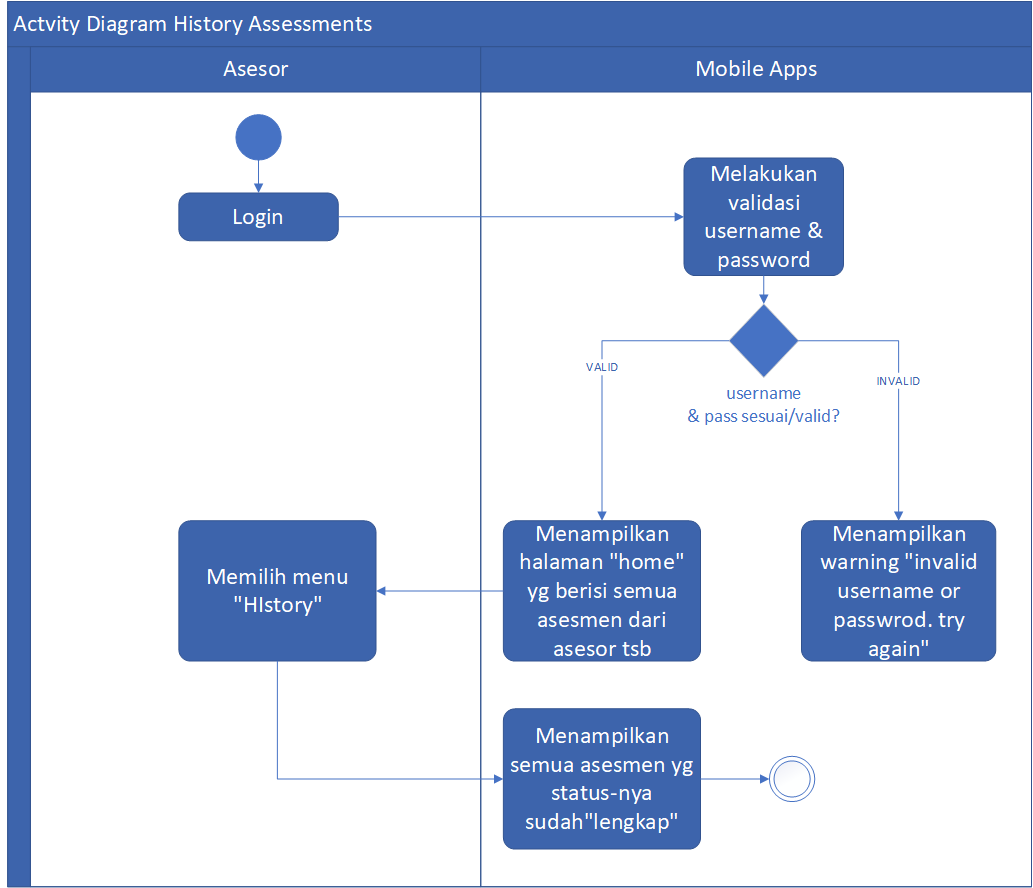 Actvity Diagram History Assessments
Asesor
Mobile Apps
Login
Melakukan
validasi
username &
password
VALID
INVALID
username
& pass sesuai/valid?
Memilih menu
"HIstory"
Menampilkan
halaman "home"
yg berisi semua
asesmen dari
asesor tsb
Menampilkan
warning "invalid
username or
passwrod. try
again"
Menampilkan
semua asesmen yg
status-nya
sudah"lengkap"